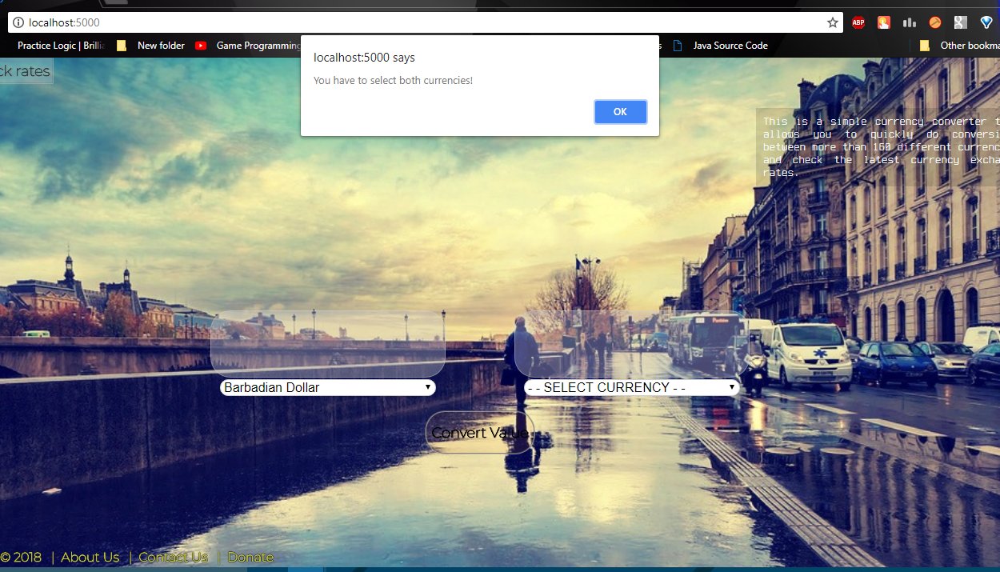 localhost:5000
ABP
Practice Logic | Brillia
New folder
Game Programming
s
Java Source Code
Other bookma
localhost:5000 says
You have to select both currencies!
OK
ck rates
This is a simple currency converter t
allows you to quickly do conversi
between more than 160 different currenc
and check the latest currency excha
rates.
Barbadian Dollar
- - SELECT CURRENCY - -
Convert Value
© 2018 | About Us | Contact Us | Donate